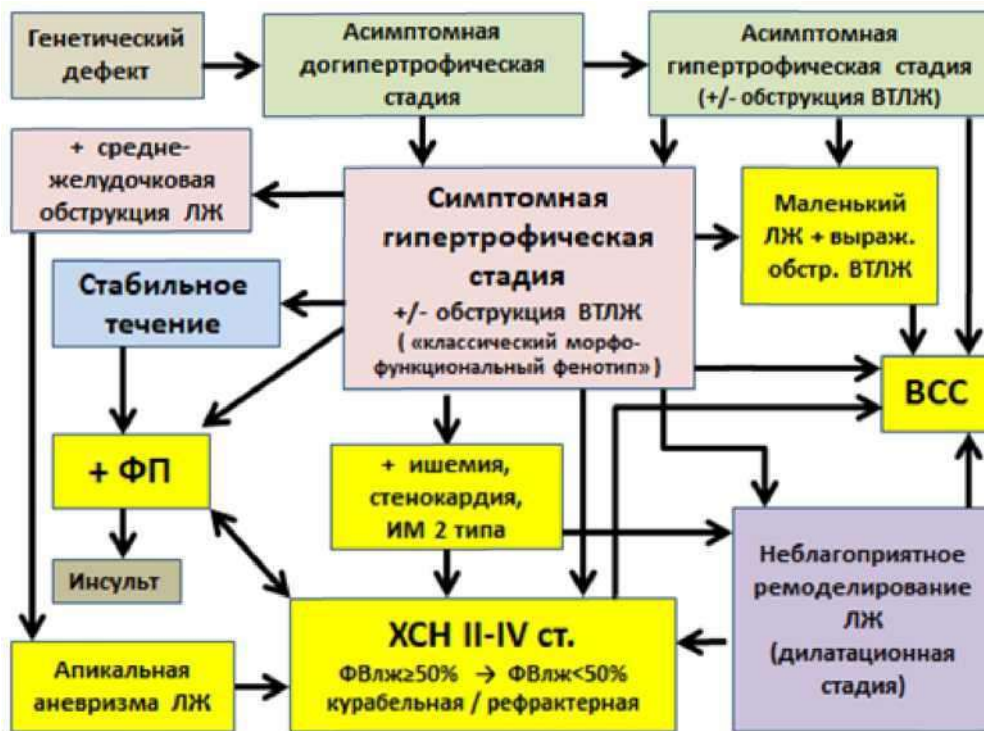 Генетический
дефект
Асимптомная
догипертрофическая
стадия
Асимптомная
гипертрофическая стадия
(+/- обструкция ВТЛЖ)
+ средне-
желудочковая
обструкция ЛЖ
Симптомная
гипертрофическая
стадия
+/- обструкция ВТЛЖ
( «классический морфо-
функциональный фенотип» )
Маленький
ЛЖ + выраж.
обстр. ВТЛЖ
Стабильное
течение
ВСС
+ ФП
+ ишемия,
стенокардия,
ИМ 2 типа
Инсульт
Неблагоприятное
ремоделирование
ЛЖ
(дилатационная
стадия)
ХСН II-IV ст.
ФВлж≥50% → ФВлж<50%
курабельная / рефрактерная
Апикальная
аневризма ЛЖ